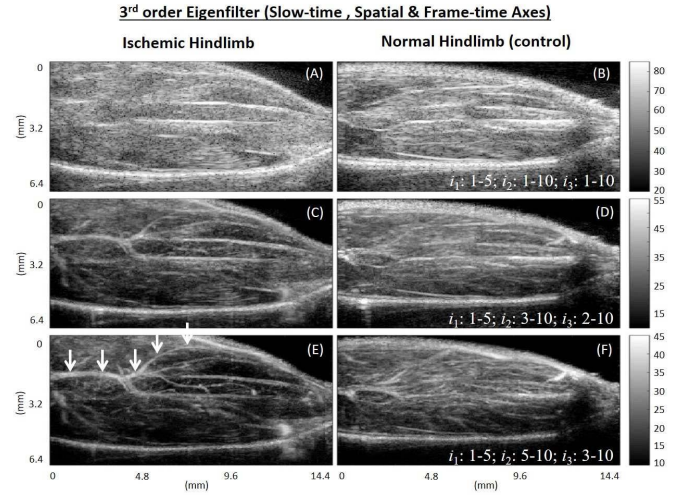 3rd order Eigenfilter (Slow-time , Spatial & Frame-time Axes)
Ischemic Hindlimb
Normal Hindlimb (control)
0
(A)
(B)
80
70
60
50
40
30
20
3.2
(mm)
6.4
i1: 1-5; i2: 1-10; i3: 1-10
0
(C)
(D)
55
45
35
25
15
3.2
(mm)
6.4
i1: 1-5; i2: 3-10; i3: 2-10
0
(E)
(F)
45
40
35
30
25
20
15
10
3.2
(mm)
6.4
i1: 1-5; i2: 5-10; i3: 3-10
0 4.8 9.6 14.4
0 4.8 9.6 14.4
(mm)
(mm)